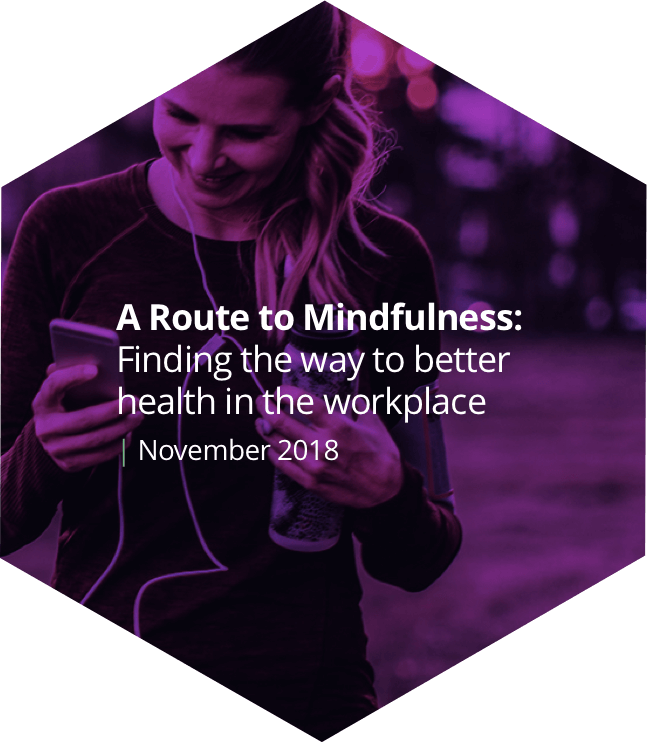 A Route to Mindfulness:
Finding the way to better
health in the workplace
| November 2018